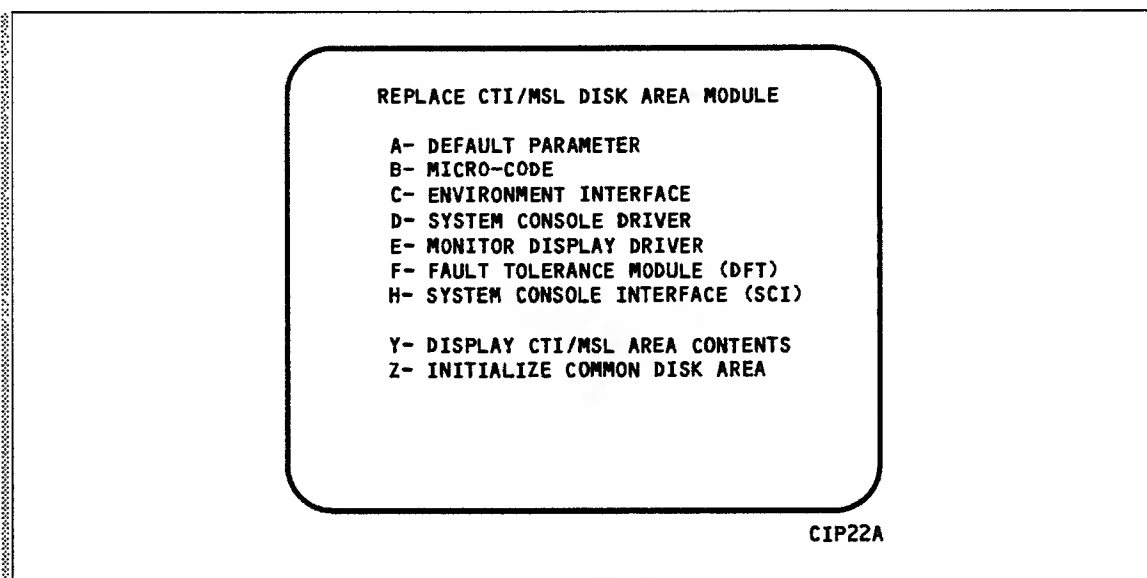 REPLACE CTI/MSL DISK AREA MODULE
A- DEFAULT PARAMETER
B- MICRO-CODE
C- ENVIRONMENT INTERFACE
D- SYSTEM CONSOLE DRIVER
E- MONITOR DISPLAY DRIVER
F- FAULT TOLERANCE MODULE (DFT)
H- SYSTEM CONSOLE INTERFACE (SCI)
Y- DISPLAY CTI/MSL AREA CONTENTS
Z- INITIALIZE COMMON DISK AREA
CIP22A